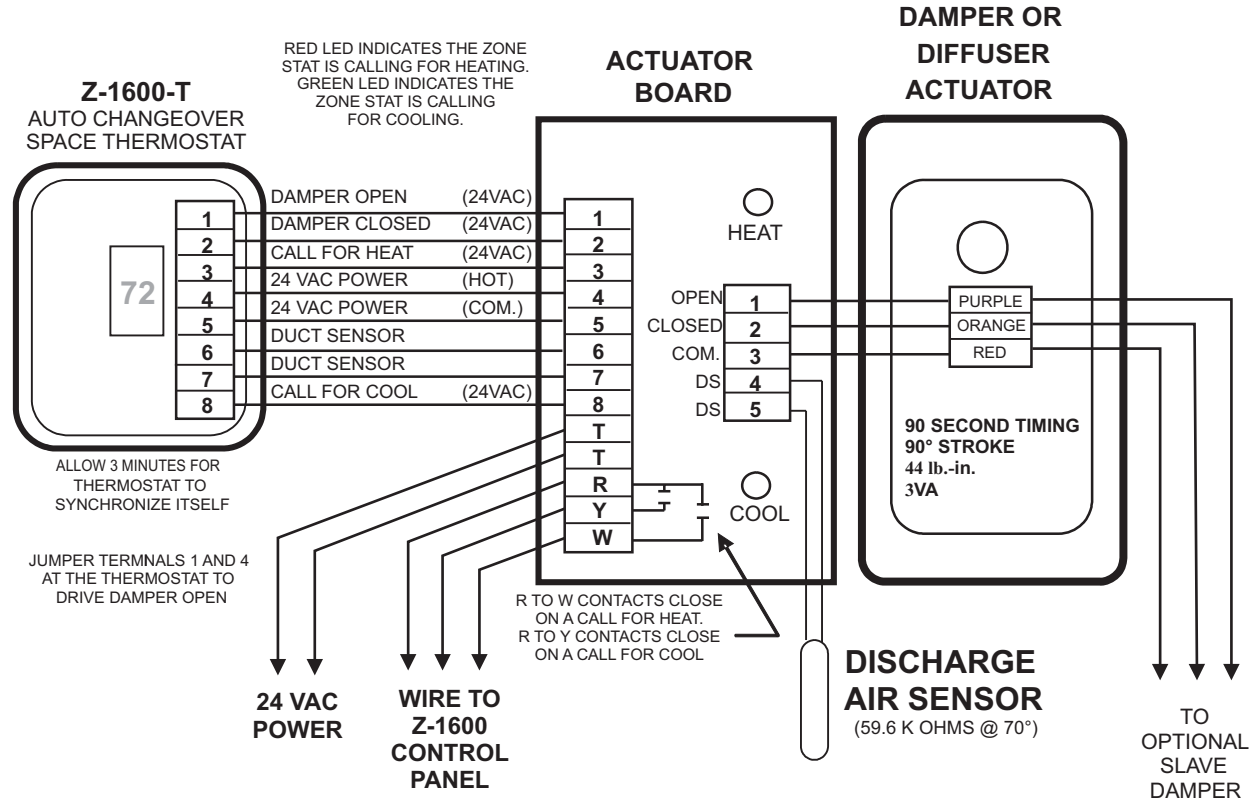 Z-1600-T
AUTO CHANGEOVER
SPACE THERMOSTAT
RED LED INDICATES THE ZONE
STAT IS CALLING FOR HEATING.
GREEN LED INDICATES THE
ZONE STAT IS CALLING
FOR COOLING.
ACTUATOR
BOARD
DAMPER OR
DIFFUSER
ACTUATOR
72
1
2
3
4
5
6
7
8
DAMPER OPEN (24VAC)
DAMPER CLOSED (24VAC)
CALL FOR HEAT (24VAC)
24 VAC POWER (HOT)
24 VAC POWER (COM.)
DUCT SENSOR
DUCT SENSOR
CALL FOR COOL (24VAC)
1
2
3
4
5
6
7
8
T
T
R
Y
W
HEAT
OPEN 1
CLOSED 2
COM. 3
DS 4
DS 5
COOL
PURPLE
ORANGE
RED
90 SECOND TIMING
90° STROKE
44 lb.-in.
3VA
ALLOW 3 MINUTES FOR
THERMOSTAT TO
SYNCHRONIZE ITSELF
JUMPER TERMNALS 1 AND 4
AT THE THERMOSTAT TO
DRIVE DAMPER OPEN
R TO W CONTACTS CLOSE
ON A CALL FOR HEAT.
R TO Y CONTACTS CLOSE
ON A CALL FOR COOL
24 VAC
POWER
WIRE TO
Z-1600
CONTROL
PANEL
DISCHARGE
AIR SENSOR
(59.6 K OHMS @ 70°)
TO
OPTIONAL
SLAVE
DAMPER